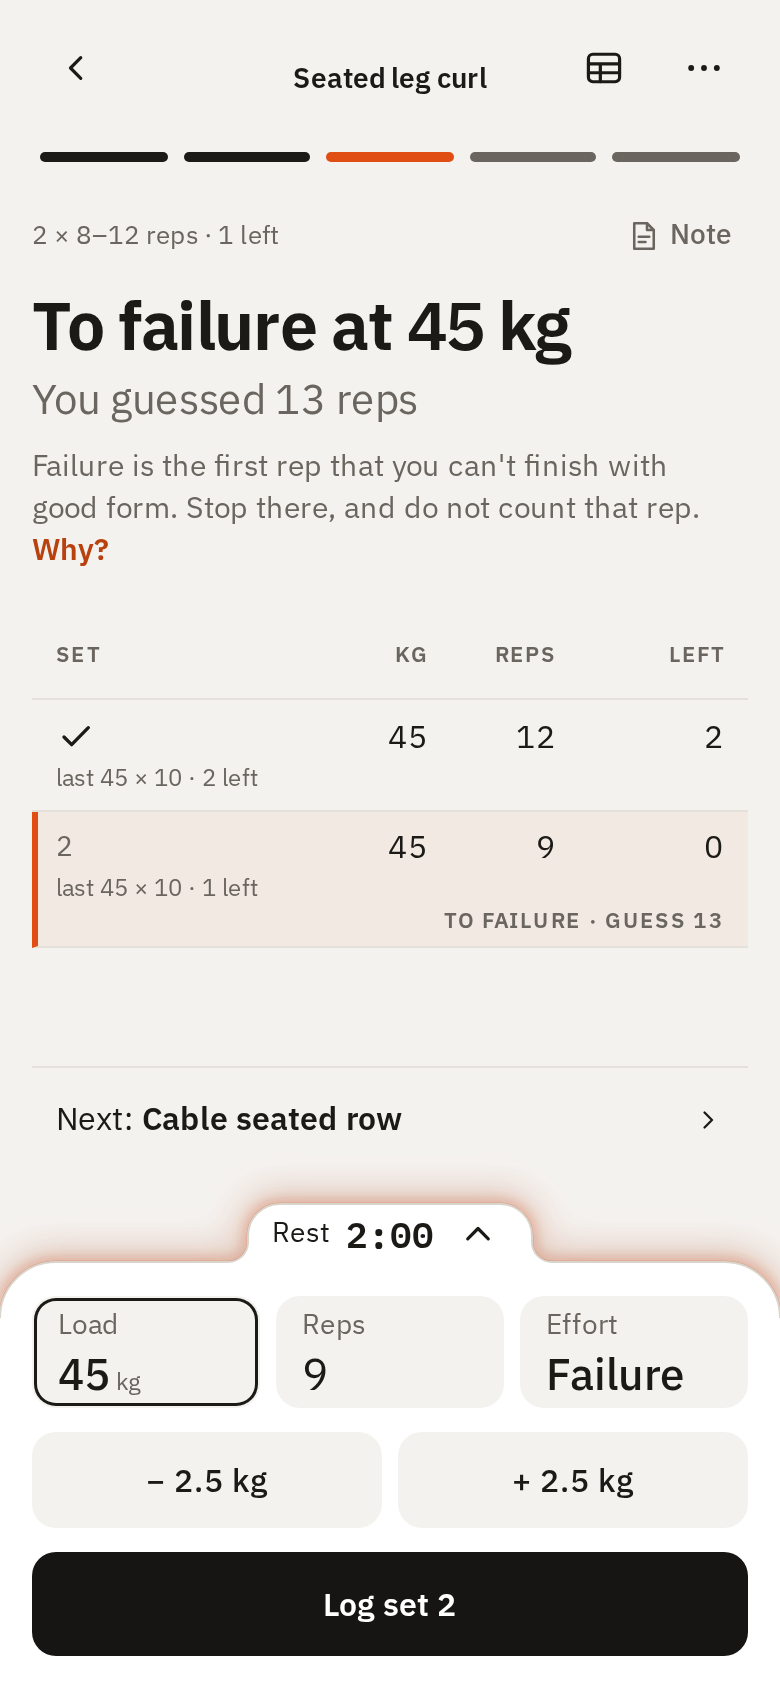 Seated leg curl
2 × 8–12 reps · 1 left
Note
To failure at 45 kg
You guessed 13 reps
Failure is the first rep that you can't finish with
good form. Stop there, and do not count that rep.
Why?
SET KG REPS LEFT
45 12 2
last 45 × 10 · 2 left
2 45 9 0
last 45 × 10 · 1 left
TO FAILURE · GUESS 13
Next: Cable seated row
Rest 2:00
Load Reps Effort
45 kg 9 Failure
− 2.5 kg + 2.5 kg
Log set 2